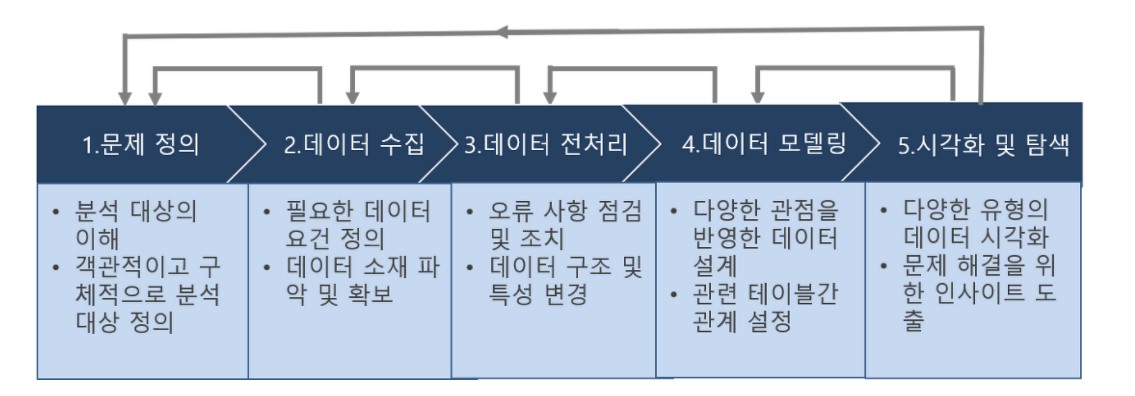 1.문제 정의
2.데이터 수집
3.데이터 전처리
4.데이터 모델링
5.시각화 및 탐색
• 분석 대상의
이해
• 객관적이고 구
체적으로 분석
대상 정의
• 필요한 데이터
요건 정의
• 데이터 소재 파
악 및 확보
• 오류 사항 점검
및 조치
• 데이터 구조 및
특성 변경
• 다양한 관점을
반영한 데이터
설계
• 관련 테이블간
관계 설정
• 다양한 유형의
데이터 시각화
• 문제 해결을 위
한 인사이트 도
출